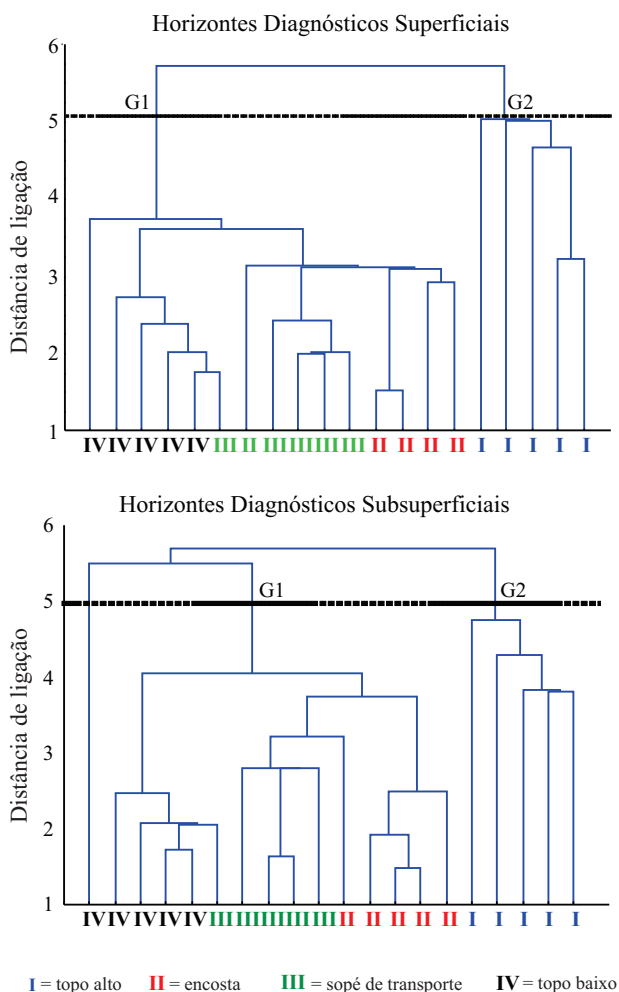 Horizontes Diagnósticos Superficiais
6
G1
G2
5
4
3
2
1
Distância de ligação
IV IV IV IV IV III II III III III III II II II II I I I I I
Horizontes Diagnósticos Subsuperficiais
6
G1
G2
5
4
3
2
1
Distância de ligação
IV IV IV IV IV III III III III III II II II II II I I I I I
I = topo alto II = encosta III = sopé de transporte IV = topo baixo